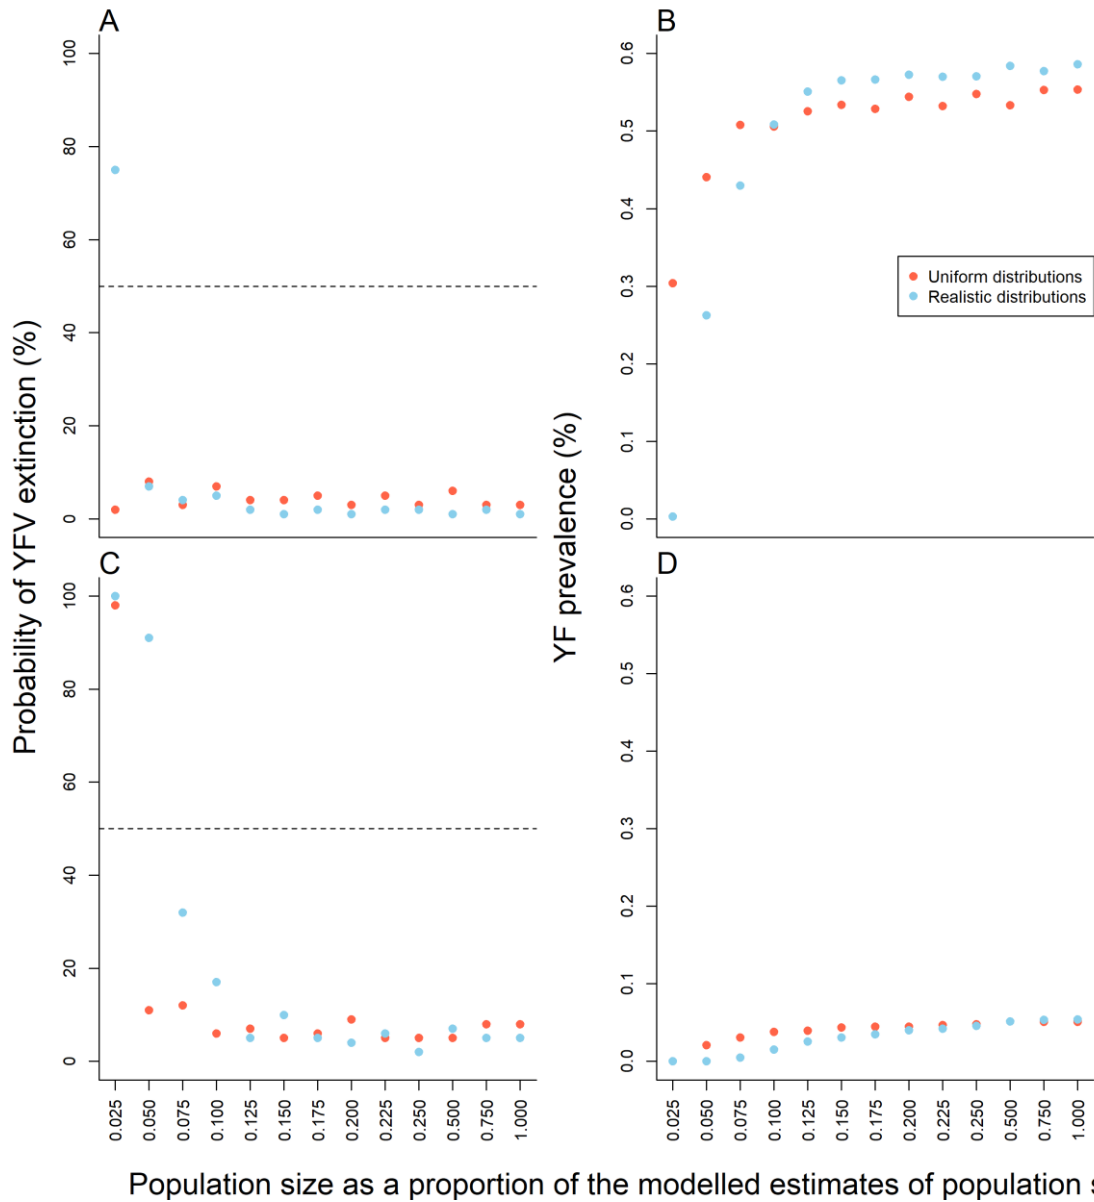 A
B
100
80
60
40
20
0
0.6
0.5
0.4
0.3
0.2
0.1
0.0
Uniform distributions
Realistic distributions
Probability of YFV extinction (%)
YF prevalence (%)
C
D
100
80
60
40
20
0
0.6
0.5
0.4
0.3
0.2
0.1
0.0
0.025 0.050 0.075 0.100 0.125 0.150 0.175 0.200 0.225 0.250 0.500 0.750 1.000
0.025 0.050 0.075 0.100 0.125 0.150 0.175 0.200 0.225 0.250 0.500 0.750 1.000
Population size as a proportion of the modelled estimates of population s